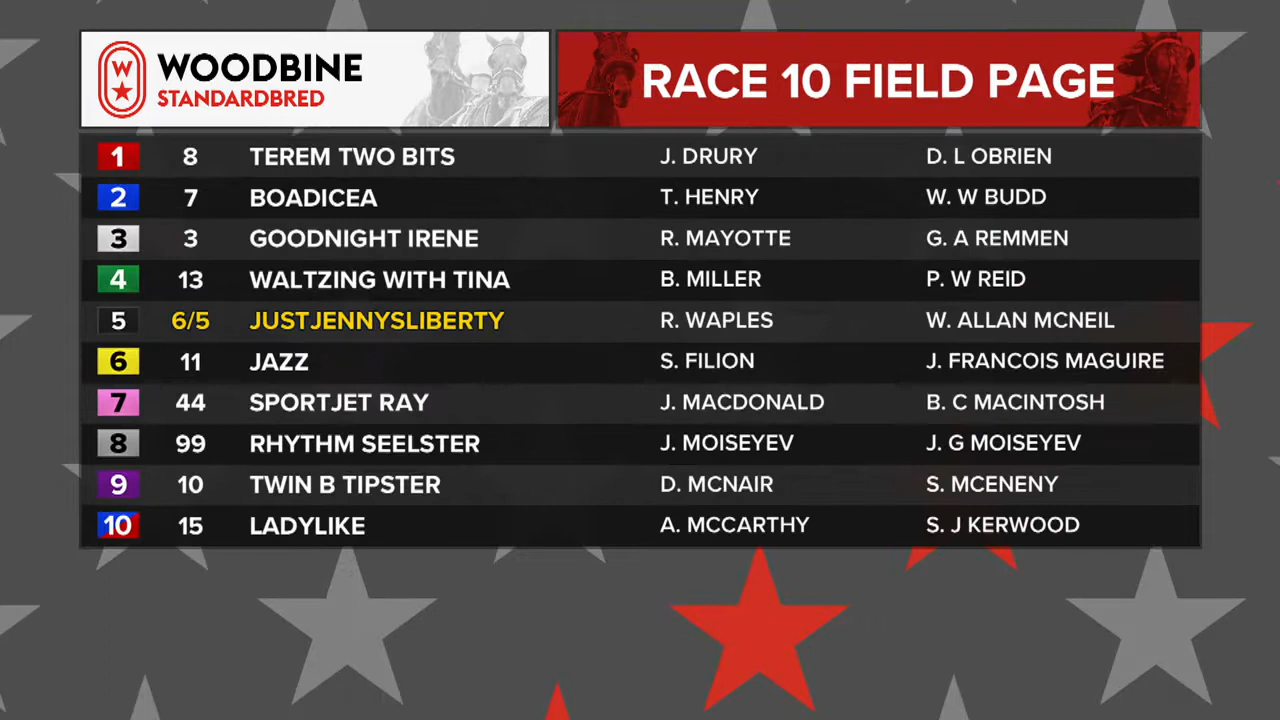 W
WOODBINE
STANDARDBRED
RACE 10 FIELD PAGE
1 8 TEREM TWO BITS J. DRURY D. L OBRIEN
2 7 BOADICEA T. HENRY W. W BUDD
3 3 GOODNIGHT IRENE R. MAYOTTE G. A REMMEN
4 13 WALTZING WITH TINA B. MILLER P. W REID
5 6/5 JUSTJENNYSLIBERTY R. WAPLES W. ALLAN MCNEIL
6 11 JAZZ S. FILION J. FRANCOIS MAGUIRE
7 44 SPORTJET RAY J. MACDONALD B. C MACINTOSH
8 99 RHYTHM SEELSTER J. MOISEYEV J. G MOISEYEV
9 10 TWIN B TIPSTER D. MCNAIR S. MCENENY
10 15 LADYLIKE A. MCCARTHY S. J KERWOOD